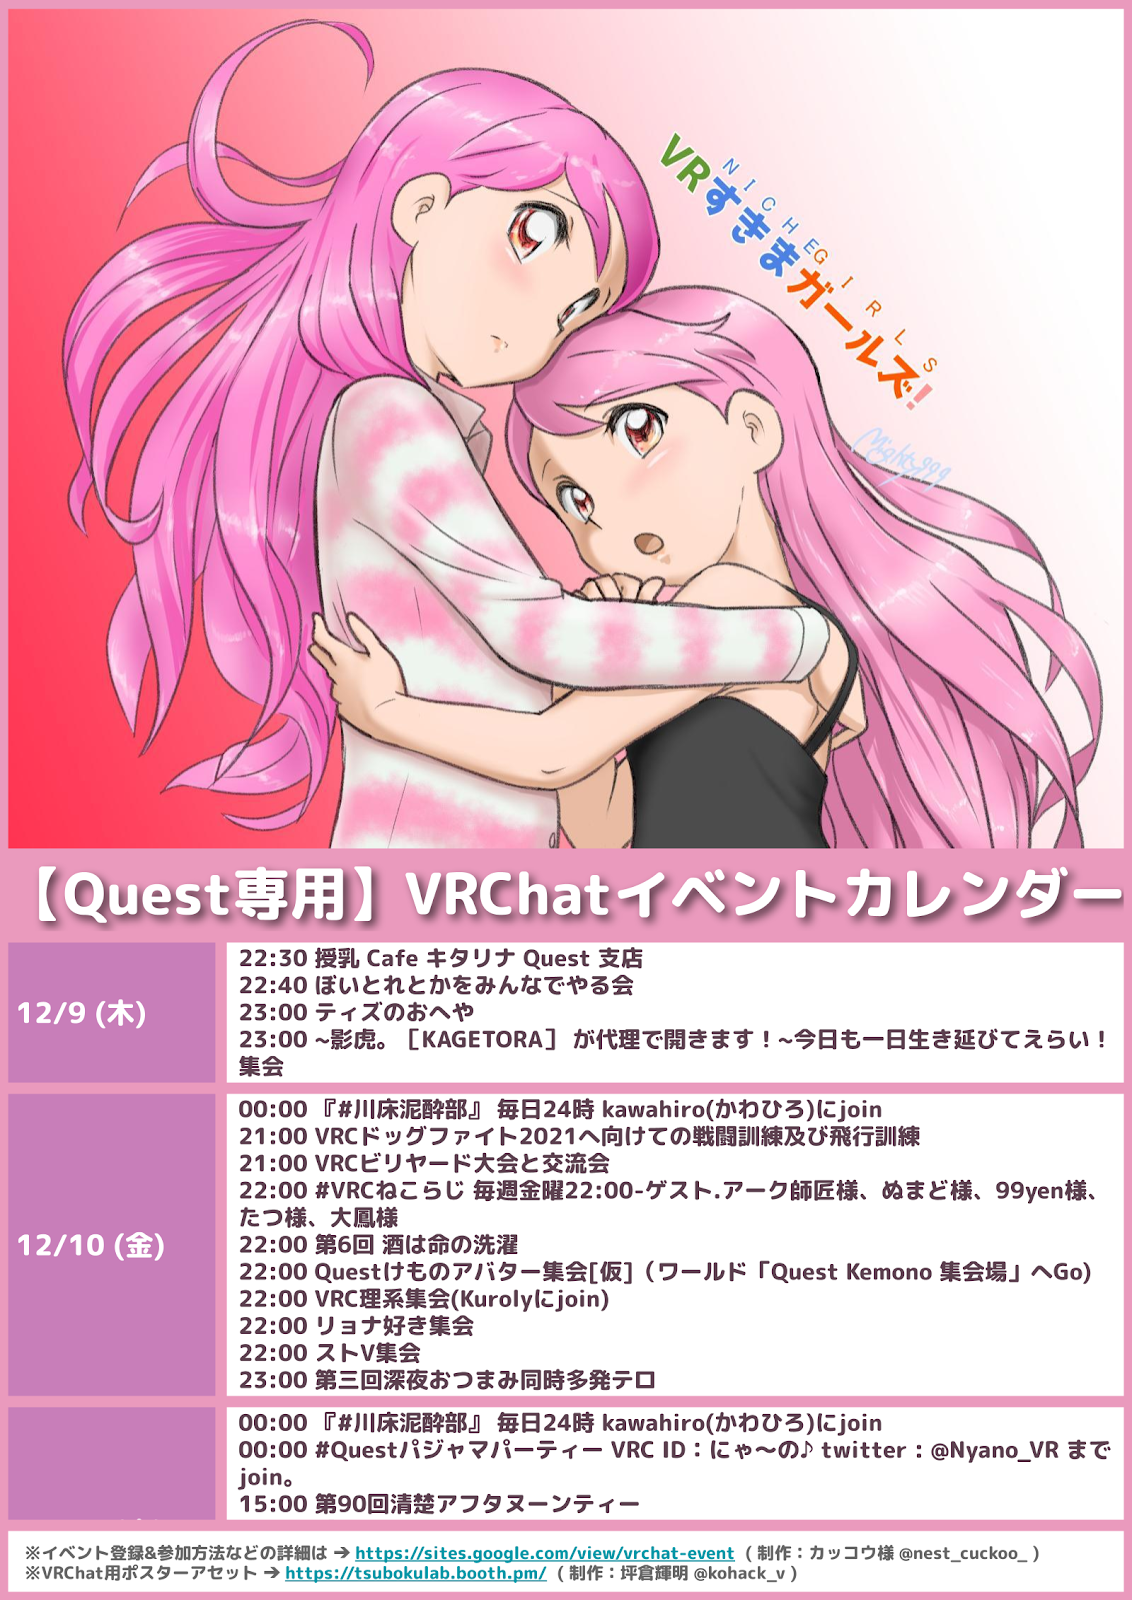 NICHE GIRLS
VRすきまガールズ!
Mighty999
【Quest専用】VRChatイベントカレンダー
12/9 (木)
22:30 授乳 Cafe キタリナ Quest 支店
22:40 ぼいとれとかをみんなでやる会
23:00 ティズのおへや
23:00 ~影虎。［KAGETORA］ が代理で開きます！~今日も一日生き延びてえらい！
集会
12/10 (金)
00:00 『#川床泥酔部』 毎日24時 kawahiro(かわひろ)にjoin
21:00 VRCドッグファイト2021へ向けての戦闘訓練及び飛行訓練
21:00 VRCビリヤード大会と交流会
22:00 #VRCねこらじ 毎週金曜22:00-ゲスト.アーク師匠様、ぬまど様、99yen様、
たつ様、大鳳様
22:00 第6回 酒は命の洗濯
22:00 Questけものアバター集会[仮]（ワールド「Quest Kemono 集会場」へGo)
22:00 VRC理系集会(Kurolyにjoin)
22:00 リョナ好き集会
22:00 ストV集会
23:00 第三回深夜おつまみ同時多発テロ
00:00 『#川床泥酔部』 毎日24時 kawahiro(かわひろ)にjoin
00:00 #Questパジャマパーティー VRC ID：にゃ〜の♪ twitter：@Nyano_VR まで
join。
15:00 第90回清楚アフタヌーンティー
※イベント登録&参加方法などの詳細は ➔ https://sites.google.com/view/vrchat-event （制作：カッコウ様 @nest_cuckoo_ ）
※VRChat用ポスターアセット ➔ https://tsubokulab.booth.pm/ （制作：坪倉輝明 @kohack_v ）